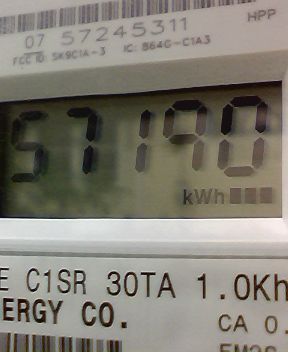 HPP
07 57245311
FCC ID: SK9C1A-3 IC: 864G-C1A3
57190
kWh
E C1SR 30TA 1.0Kh
ERGY CO.
CA 0.